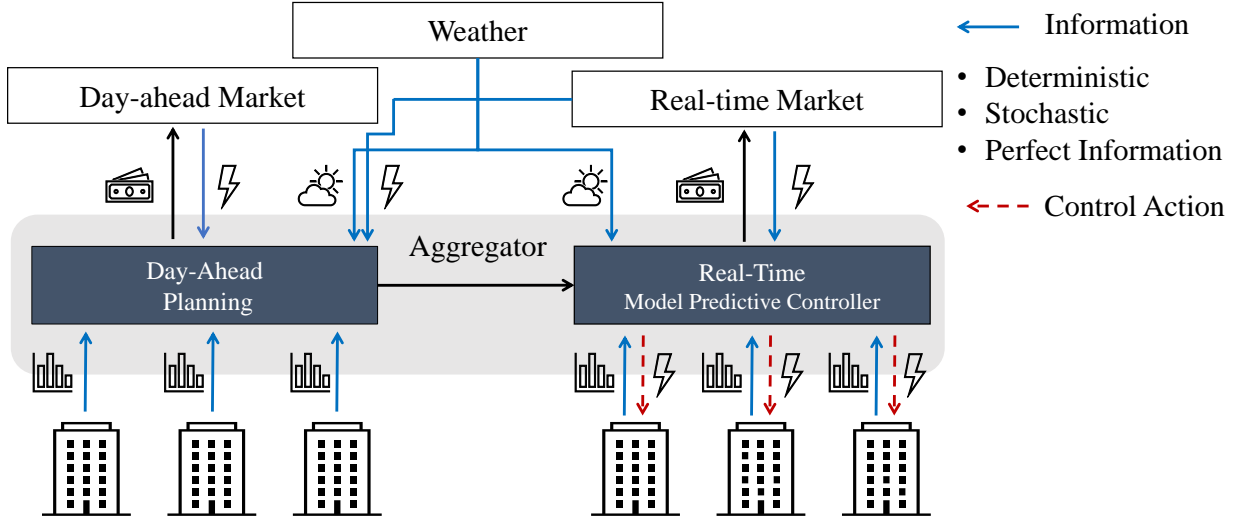 Weather
Information
Day-ahead Market
Real-time Market
• Deterministic
• Stochastic
• Perfect Information
Control Action
Aggregator
Day-Ahead
Planning
Real-Time
Model Predictive Controller